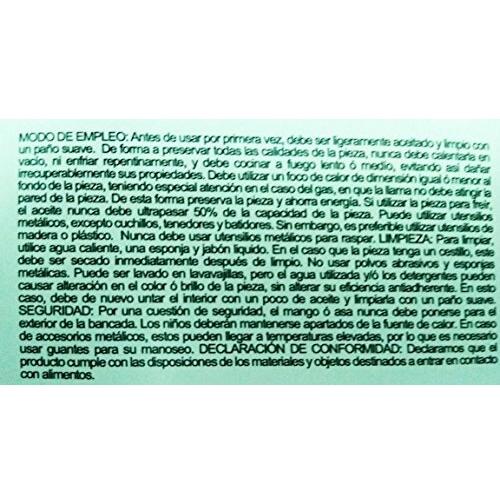 MODO DE EMPLEO: Antes de usar por primera vez, debe ser ligeramente aceitado y limpio con
un paño suave. De forma a preservar todas las calidades de la pieza, nunca debe calentarla en
vacio, ni enfriar repentinamente, y debe cocinar a fuego lento ó medio, evitando así dañar
irrecuperablemente sus propiedades. Debe utilizar un foco de calor de dimensión igual ó menor al
fondo de la pieza, teniendo especial atención en el caso del gas, en que la llama no debe atingir la
pared de la pieza. De esta forma preserva la pieza y ahorra energía. Si utilizar la pieza para freir,
el aceite nunca debe ultrapasar 50% de la capacidad de la pieza. Puede utilizar utensilios
metálicos, excepto cuchillos, tenedores y batidores. Sin embargo, es preferible utilizar utensilios de
madera o plástico. Nunca debe usar utensilios metálicos para raspar. LIMPIEZA: Para limpiar,
utilice agua caliente, una esponja y jabón líquido. En el caso que la pieza tenga un cestillo, este
debe ser secado inmediatamente después de limpio. No usar polvos abrasivos y esponjas
metálicas. Puede ser lavado en lavavajillas, pero el agua utilizada y/ó los detergentes pueden
causar alteración en el color ó brillo de la pieza, sin alterar su eficiencia antiadherente. En este
caso, debe de nuevo untar el interior con un poco de aceite y limpiarla con un paño suave.
SEGURIDAD: Por una cuestión de seguridad, el mango ó asa nunca debe ponerse para el
exterior de la bancada. Los niños deberán mantenerse apartados de la fuente de calor. En caso
de accesorios metálicos, estos pueden llegar a temperaturas elevadas, por lo que es necesario
usar guantes para su manoseo. DECLARACIÓN DE CONFORMIDAD: Declaramos que el
producto cumple con las disposiciones de los materiales y objetos destinados a entrar en contacto
con alimentos.